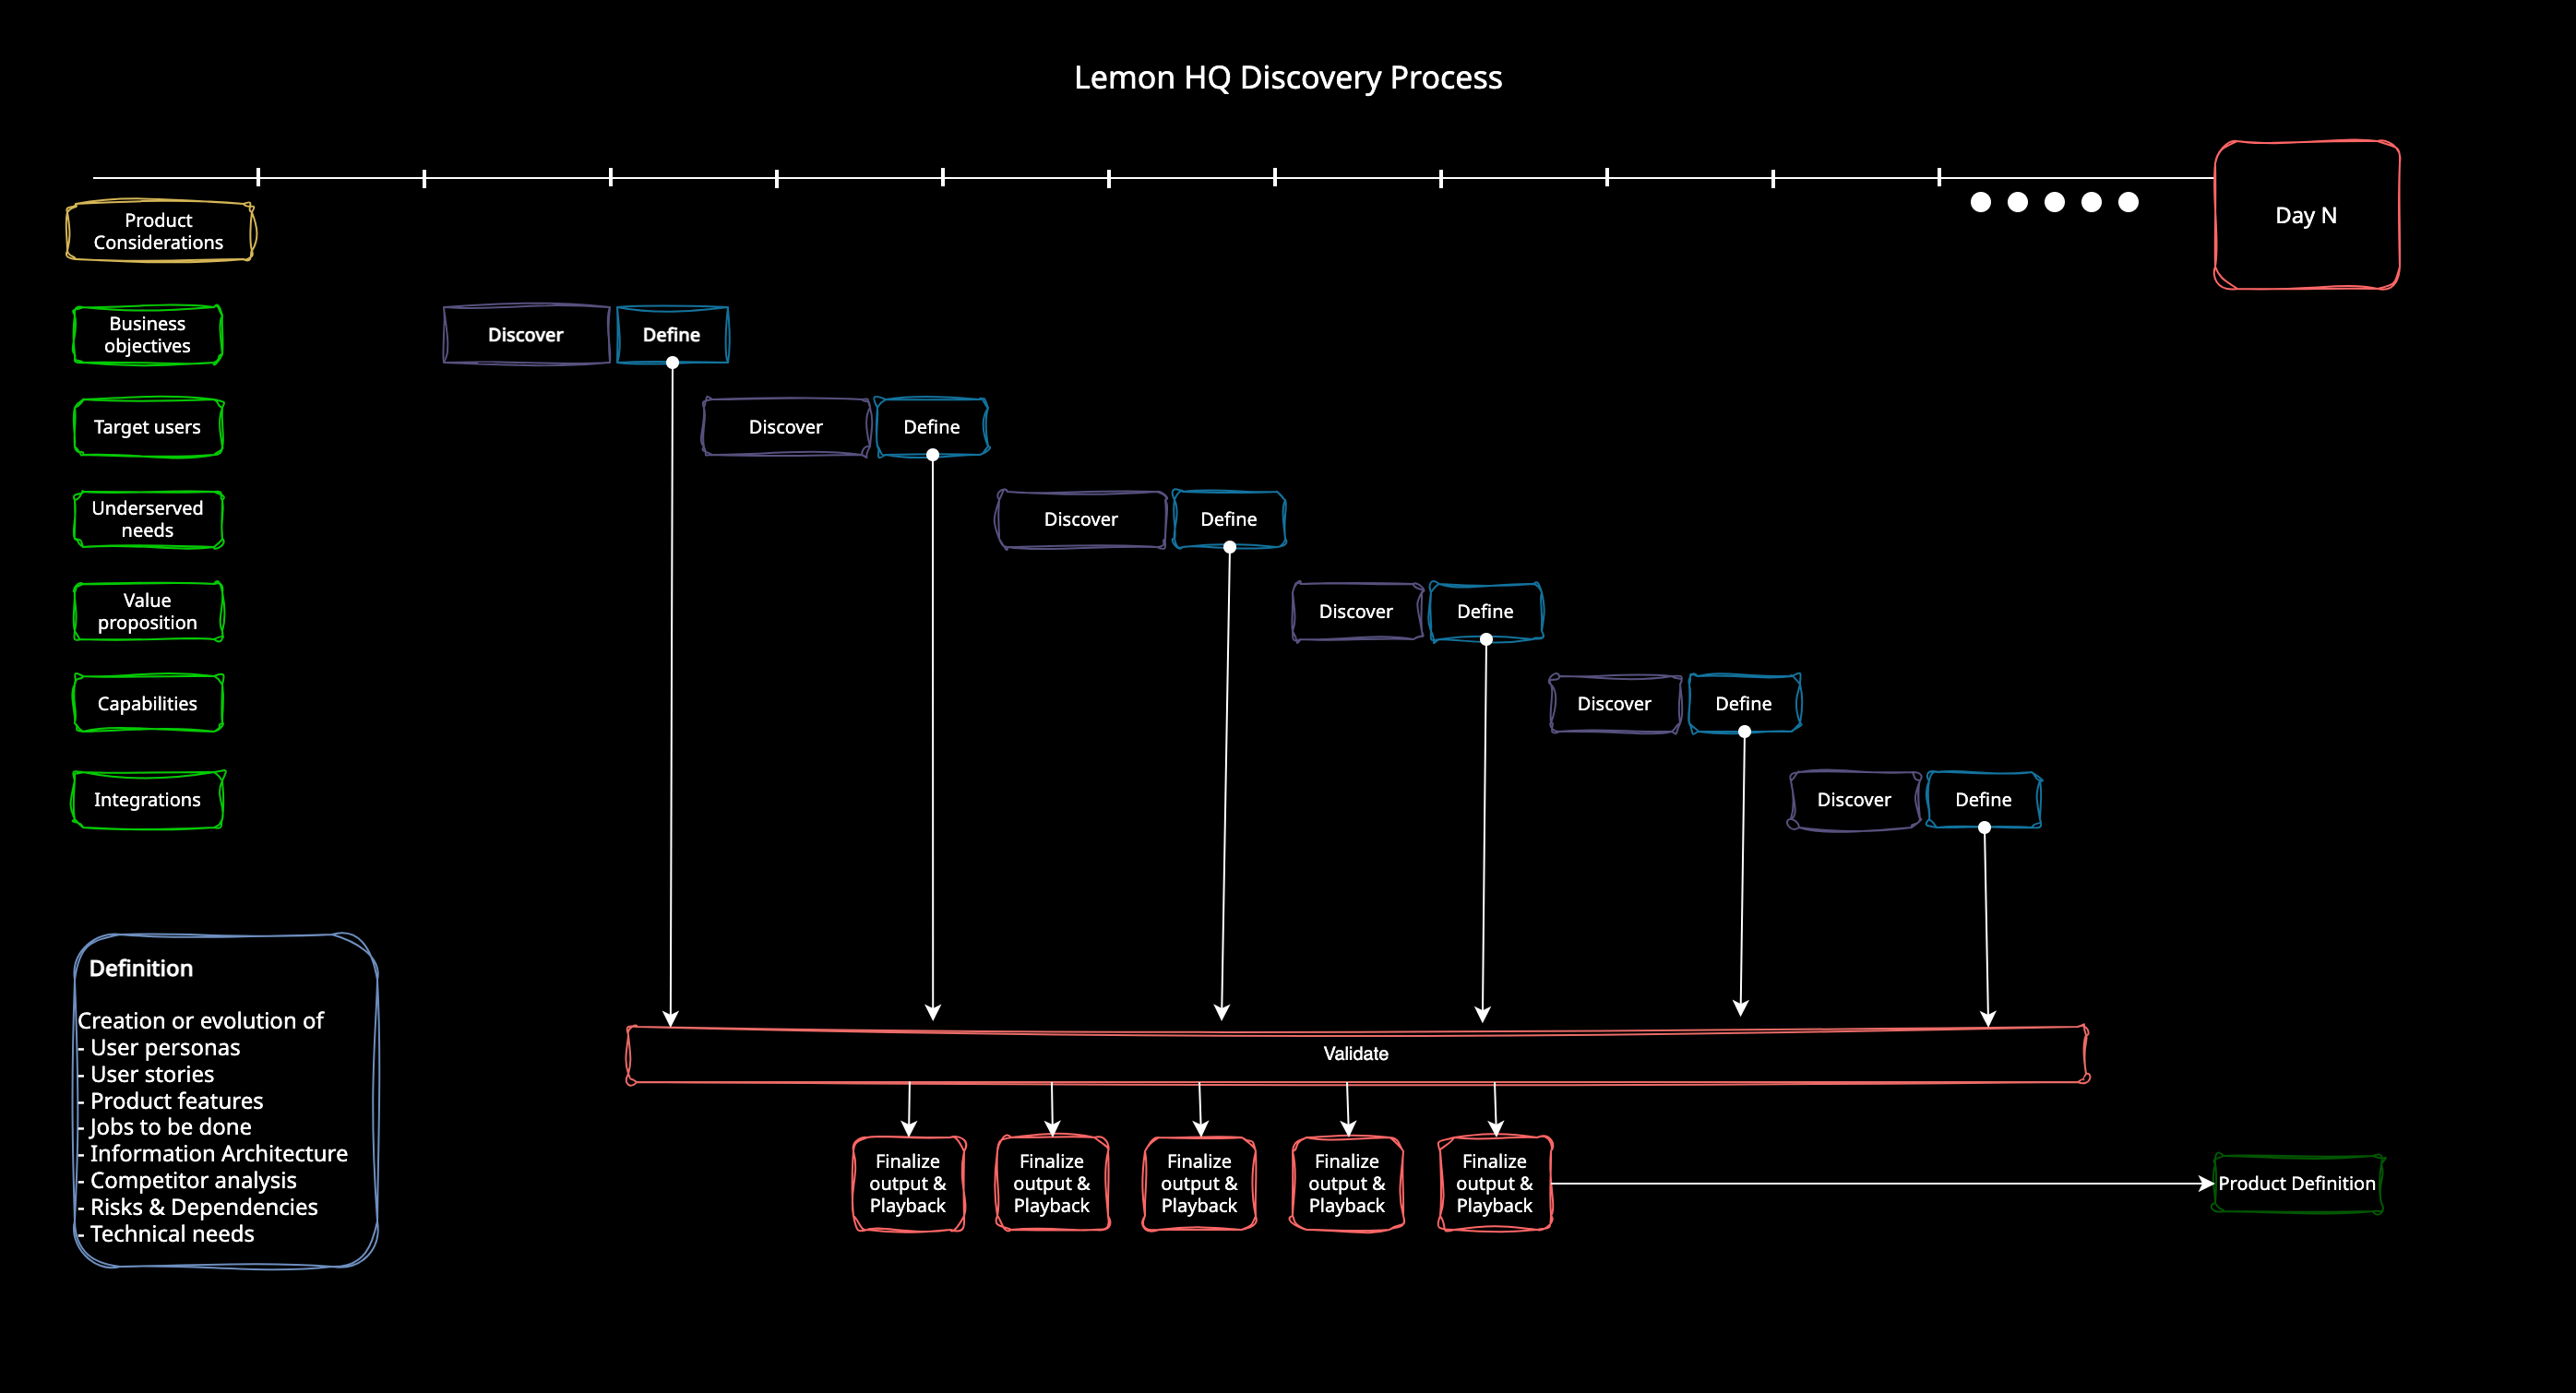 Lemon HQ Discovery Process
Day N
Product
Considerations
Business
objectives
Discover
Define
Target users
Discover
Define
Underserved
needs
Discover
Define
Value
proposition
Discover
Define
Capabilities
Discover
Define
Integrations
Discover
Define
Definition
Creation or evolution of
- User personas
- User stories
- Product features
- Jobs to be done
- Information Architecture
- Competitor analysis
- Risks & Dependencies
- Technical needs
Validate
Finalize
output &
Playback
Finalize
output &
Playback
Finalize
output &
Playback
Finalize
output &
Playback
Finalize
output &
Playback
Product Definition